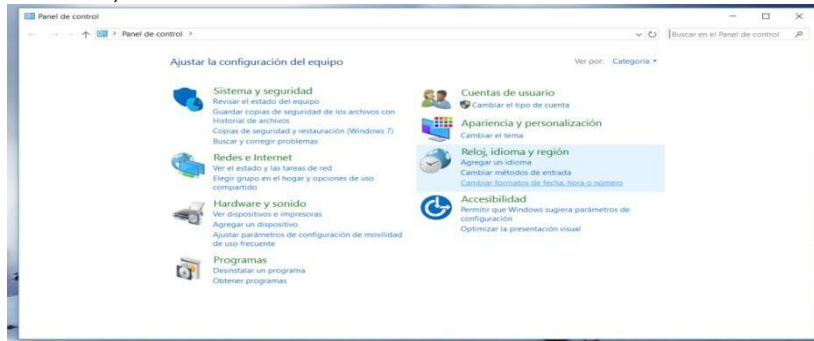 Panel de control
Panel de control
Buscar en el Panel de control
Ajustar la configuración del equipo
Ver por: Categoría
Sistema y seguridad
Revisar el estado del equipo
Guardar copias de seguridad de los archivos con
Historial de archivos
Copias de seguridad y restauración (Windows 7)
Buscar y corregir problemas
Redes e Internet
Ver el estado y las tareas de red
Elegir grupo en el hogar y opciones de uso
compartido
Hardware y sonido
Ver dispositivos e impresoras
Agregar un dispositivo
Ajustar parámetros de configuración de movilidad
de uso frecuente
Programas
Desinstalar un programa
Obtener programas
Cuentas de usuario
Cambiar el tipo de cuenta
Apariencia y personalización
Cambiar el tema
Reloj, idioma y región
Agregar un idioma
Cambiar métodos de entrada
Cambiar formatos de fecha, hora o número
Accesibilidad
Permitir que Windows sugiera parámetros de
configuración
Optimizar la presentación visual